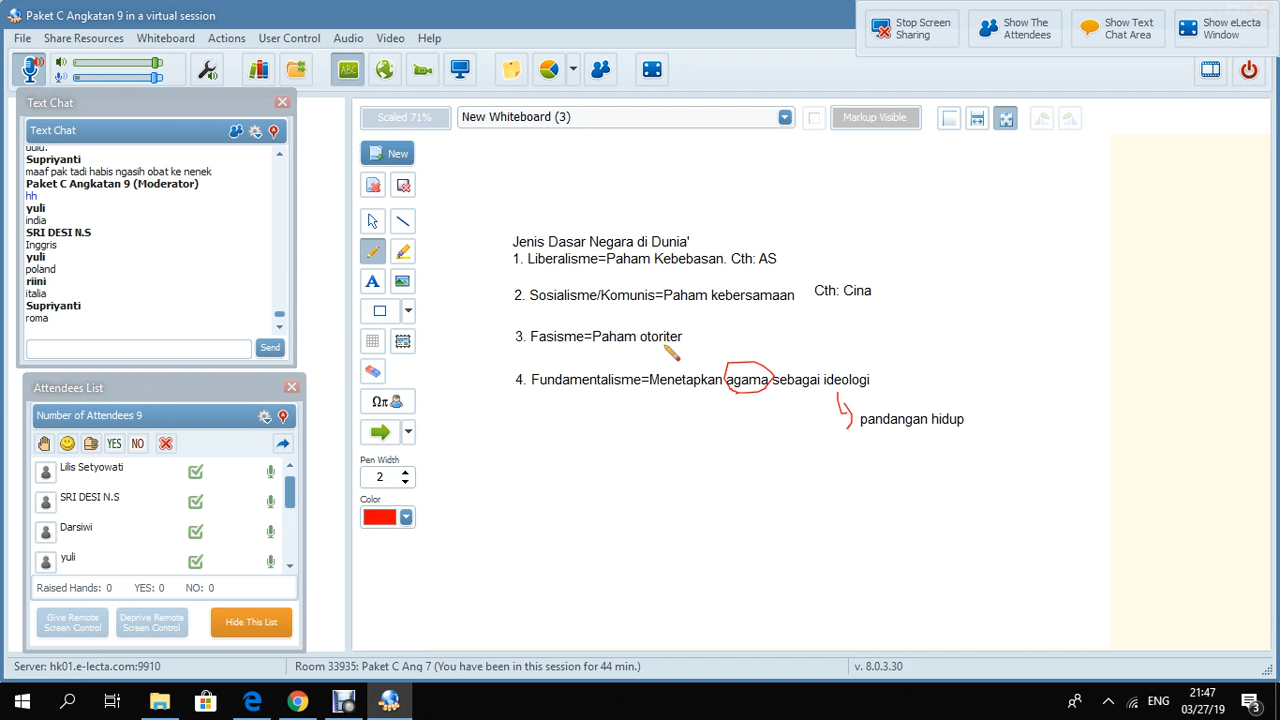 Paket C Angkatan 9 in a virtual session
Stop Screen Sharing
Show The Attendees
Show Text Chat Area
Show eLecta Window
File Share Resources Whiteboard Actions User Control Audio Video Help
ABC
Text Chat
Text Chat
Supriyanti
maaf pak tadi habis ngasih obat ke nenek
Paket C Angkatan 9 (Moderator)
hh
yuli
india
SRI DESI N.S
Inggris
yuli
poland
riini
italia
Supriyanti
roma
Send
Attendees List
Number of Attendees 9
YES NO
Lilis Setyowati
SRI DESI N.S
Darsiwi
yuli
Raised Hands: 0 YES: 0 NO: 0
Give Remote Screen Control
Deprive Remote Screen Control
Hide This List
Scaled 71%
New Whiteboard (3)
Markup Visible
New
A
Ωπ
Pen Width
2
Color
Jenis Dasar Negara di Dunia'
1. Liberalisme=Paham Kebebasan. Cth: AS
2. Sosialisme/Komunis=Paham kebersamaan Cth: Cina
3. Fasisme=Paham otoriter
4. Fundamentalisme=Menetapkan agama sebagai ideologi
pandangan hidup
Server: hk01.e-lecta.com:9910
Room 33935: Paket C Ang 7 (You have been in this session for 44 min.)
v. 8.0.3.30
ENG
21:47
03/27/19
3